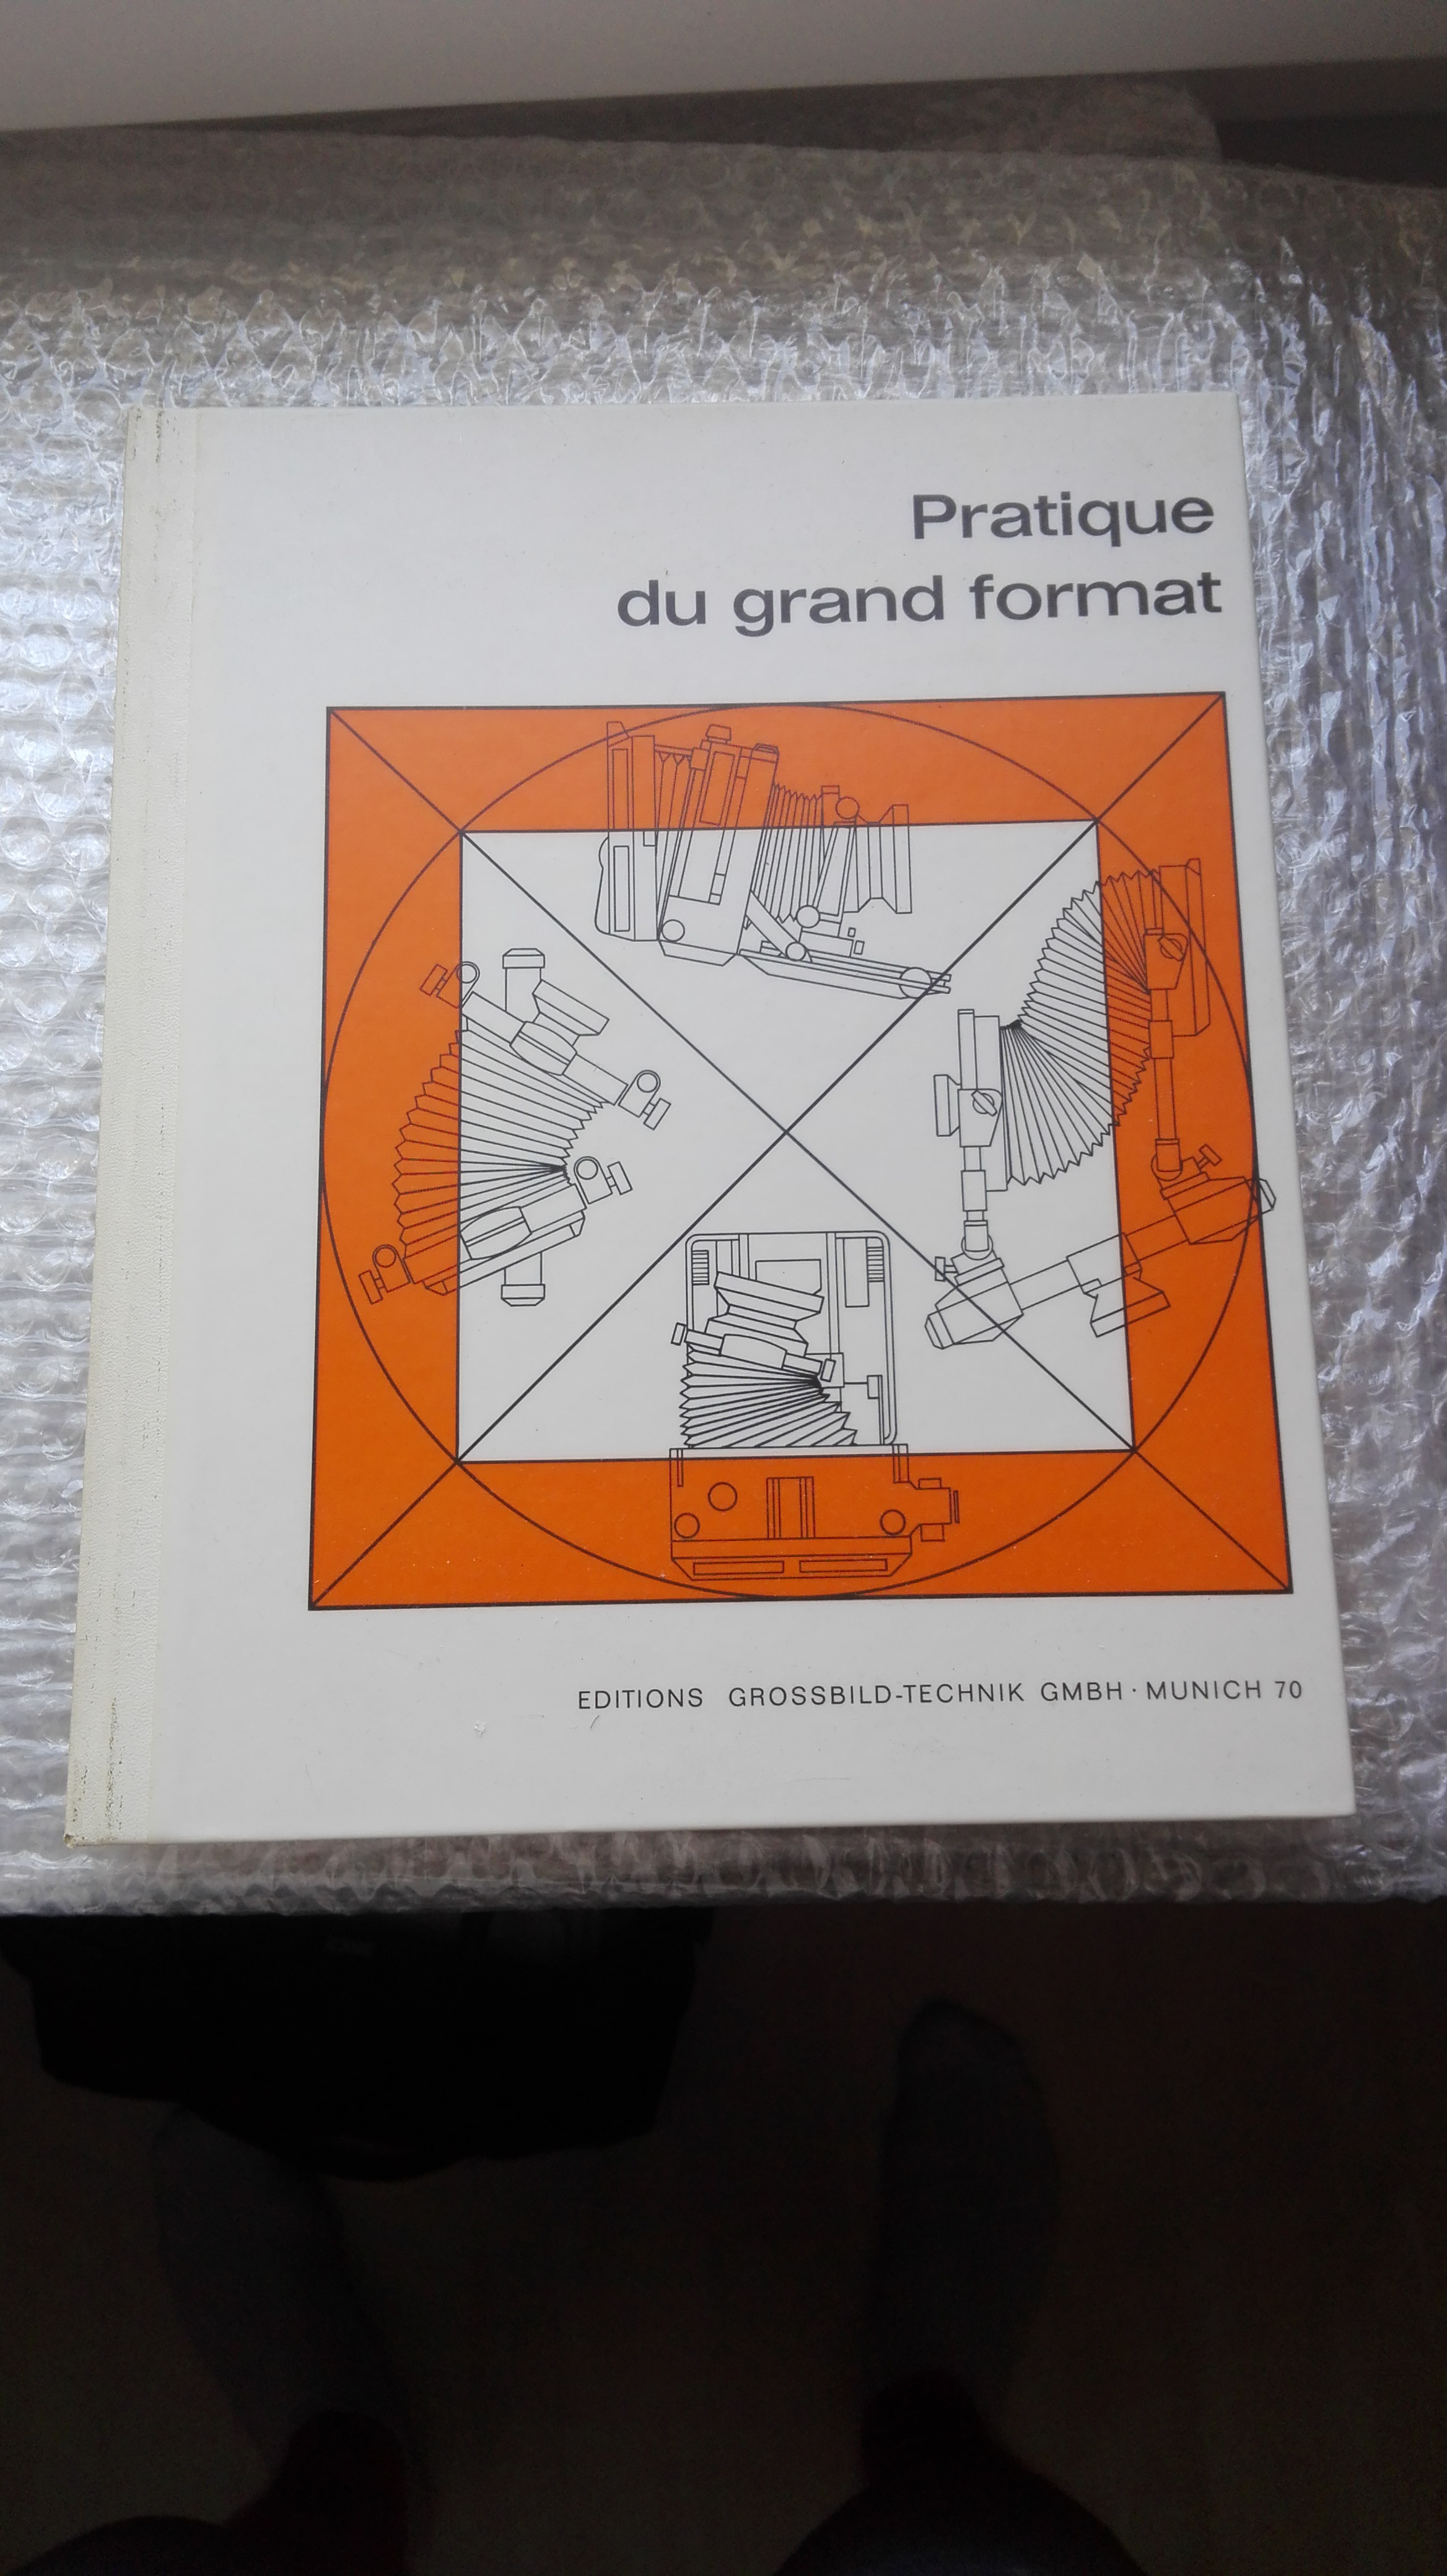 Pratique
du grand format
EDITIONS GROSSBILD-TECHNIK GMBH · MUNICH 70